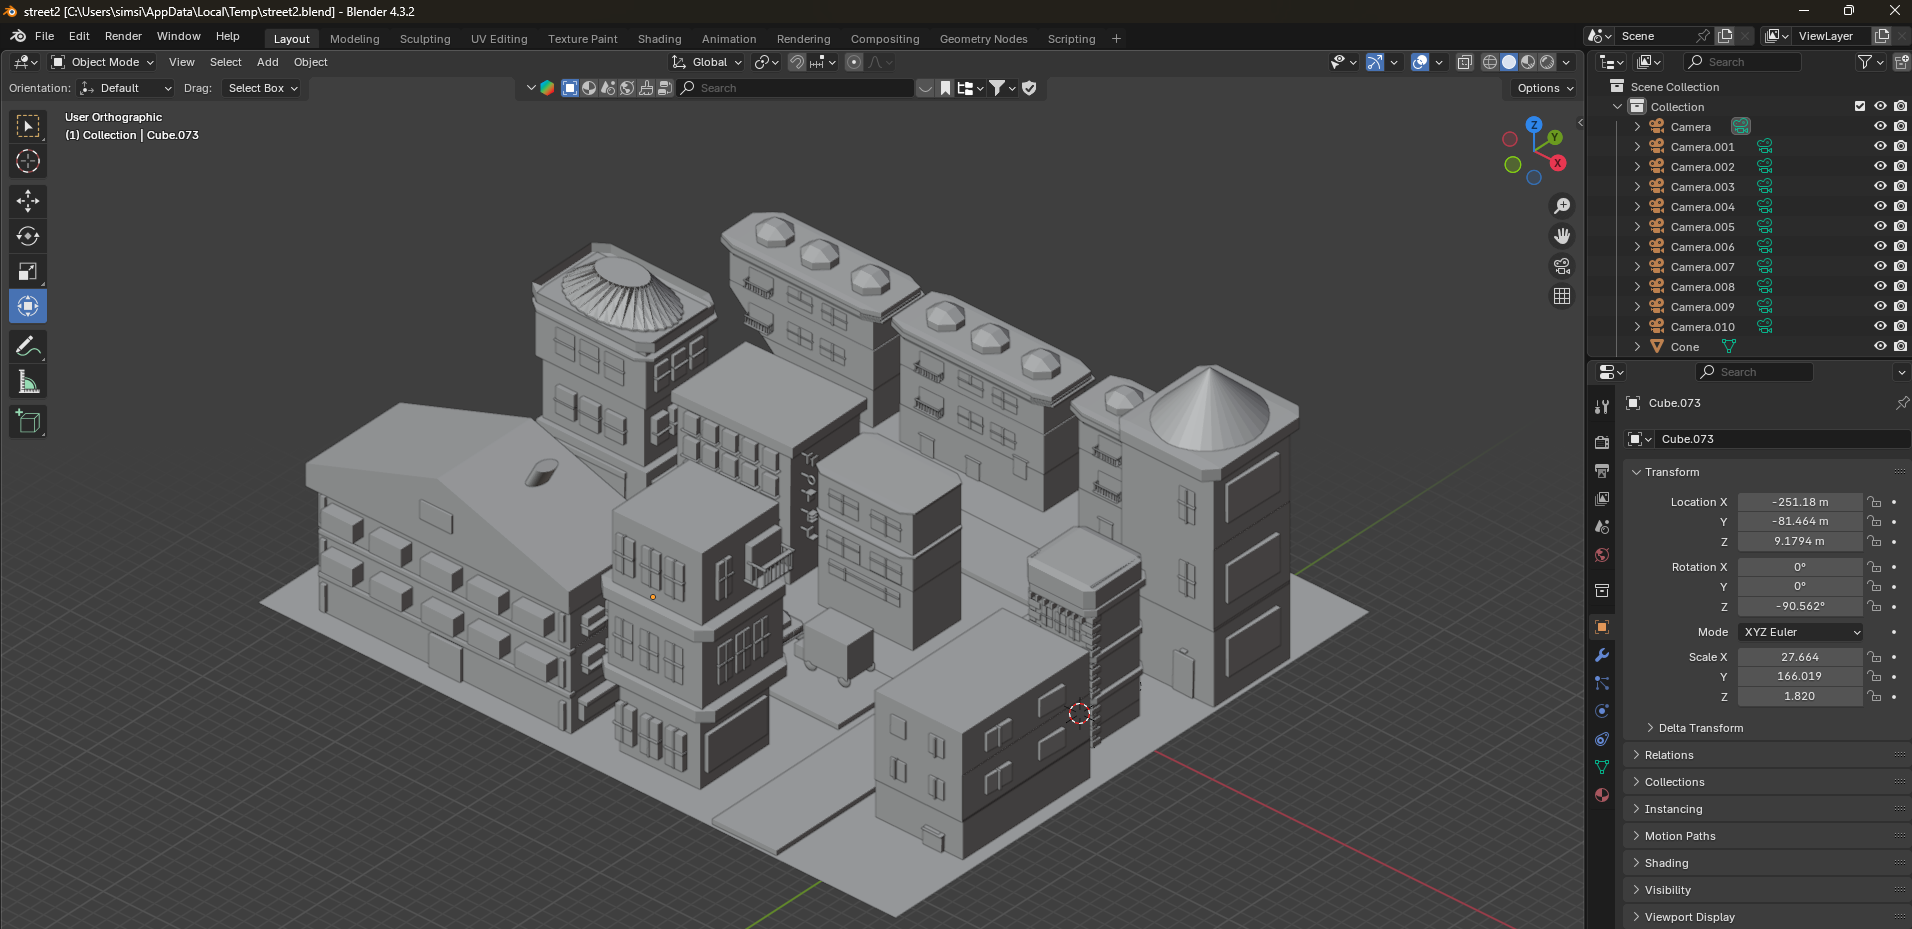 street2 [C:\Users\simsi\AppData\Local\Temp\street2.blend] - Blender 4.3.2
File Edit Render Window Help Layout Modeling Sculpting UV Editing Texture Paint Shading Animation Rendering Compositing Geometry Nodes Scripting + Scene ViewLayer
Object Mode View Select Add Object Global Search
Orientation: Default Drag: Select Box Search Options
User Orthographic
(1) Collection | Cube.073
Z
Y
X
Scene Collection
Collection
Camera
Camera.001
Camera.002
Camera.003
Camera.004
Camera.005
Camera.006
Camera.007
Camera.008
Camera.009
Camera.010
Cone
Search
Cube.073
Cube.073
Transform
Location X -251.18 m
Y -81.464 m
Z 9.1794 m
Rotation X 0°
Y 0°
Z -90.562°
Mode XYZ Euler
Scale X 27.664
Y 166.019
Z 1.820
Delta Transform
Relations
Collections
Instancing
Motion Paths
Shading
Visibility
Viewport Display